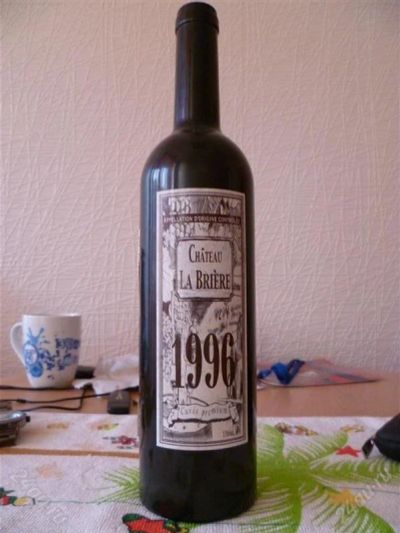 APPELLATION D'ORIGINE CONTRÔLÉE
CHÂTEAU
LA BRIÈRE
1996
Cuvée premium